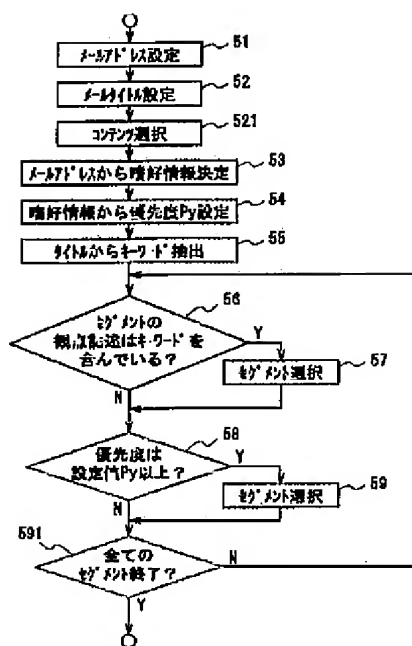 メールアドレス設定
51
メールタイトル設定
52
コンテンツ選択
521
メールアドレスから嗜好情報決定
53
嗜好情報から優先度Py設定
54
タイトルからキーワード抽出
55
56
セグメントの
観点記述はキーワードを
含んでいる？
Y
N
セグメント選択
57
58
優先度は
設定値Py以上？
Y
N
セグメント選択
59
591
全ての
セグメント終了？
N
Y